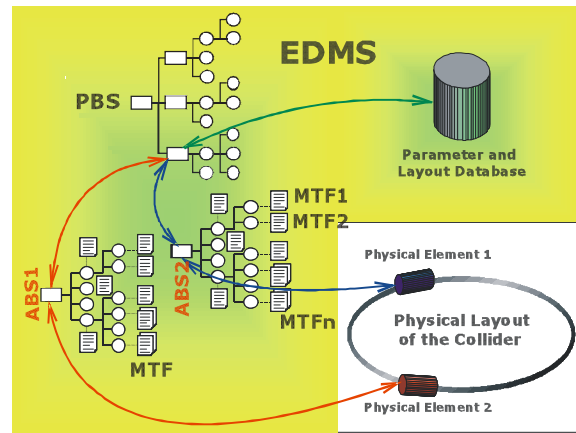 EDMS
PBS
Parameter and
Layout Database
MTF1
MTF2
ABS2
MTFn
ABS1
MTF
Physical Element 1
Physical Layout
of the Collider
Physical Element 2